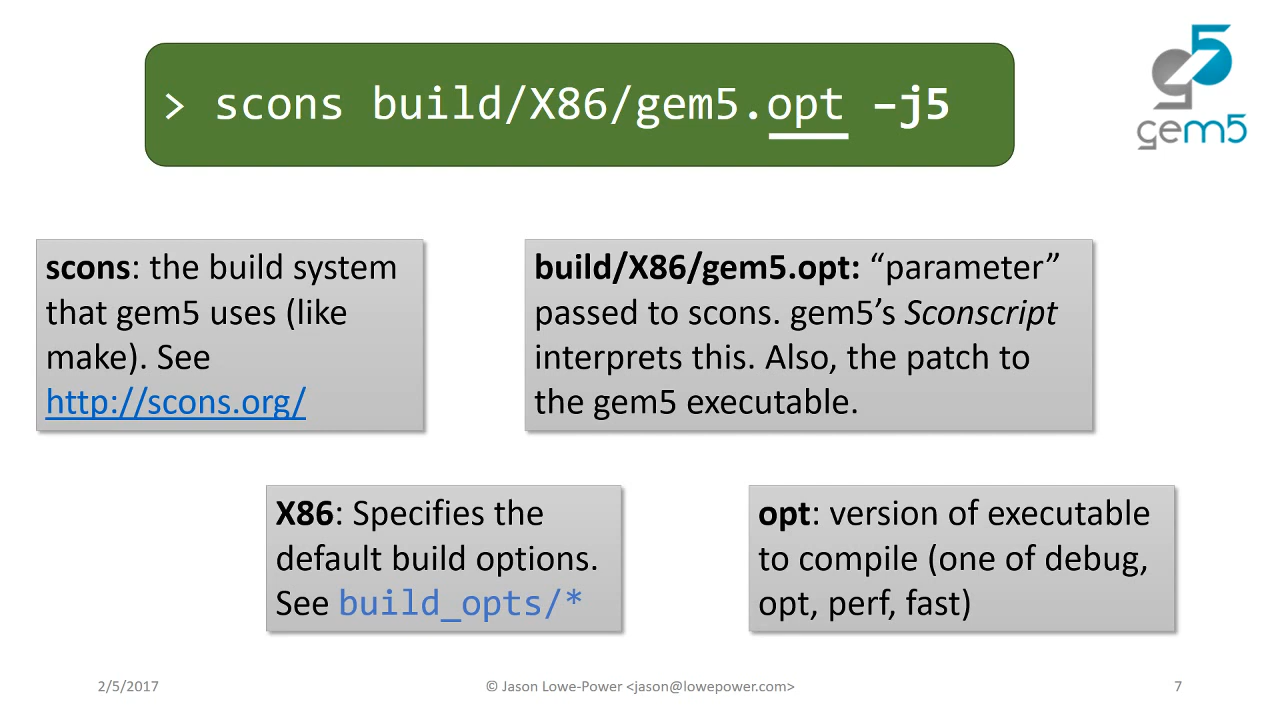 > scons build/X86/gem5.opt –j5
gem5
scons: the build system
that gem5 uses (like
make). See
http://scons.org/
build/X86/gem5.opt: “parameter”
passed to scons. gem5’s Sconscript
interprets this. Also, the patch to
the gem5 executable.
X86: Specifies the
default build options.
See build_opts/*
opt: version of executable
to compile (one of debug,
opt, perf, fast)
2/5/2017
© Jason Lowe-Power <jason@lowepower.com>
7